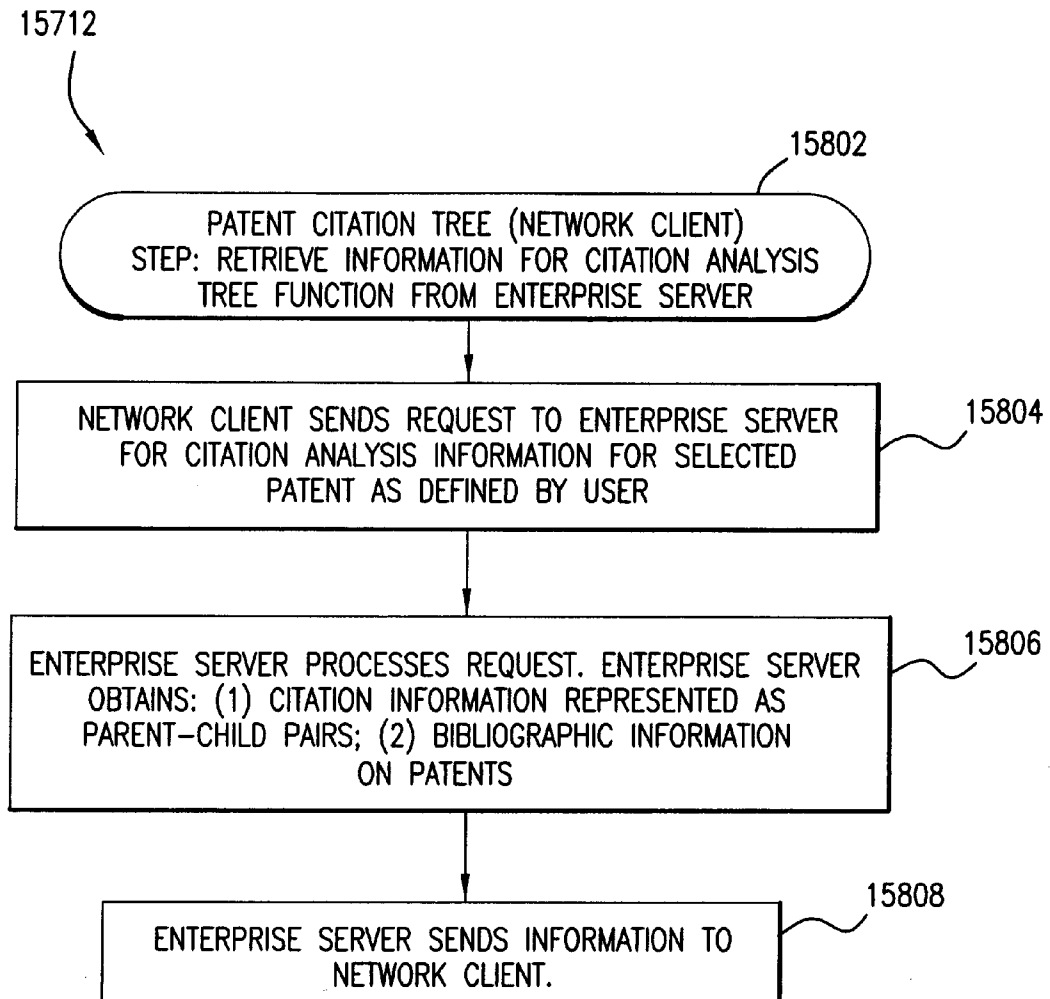 15712
15802
PATENT CITATION TREE (NETWORK CLIENT)
STEP: RETRIEVE INFORMATION FOR CITATION ANALYSIS
TREE FUNCTION FROM ENTERPRISE SERVER
NETWORK CLIENT SENDS REQUEST TO ENTERPRISE SERVER
FOR CITATION ANALYSIS INFORMATION FOR SELECTED
PATENT AS DEFINED BY USER
15804
ENTERPRISE SERVER PROCESSES REQUEST. ENTERPRISE SERVER
OBTAINS: (1) CITATION INFORMATION REPRESENTED AS
PARENT-CHILD PAIRS; (2) BIBLIOGRAPHIC INFORMATION
ON PATENTS
15806
15808
ENTERPRISE SERVER SENDS INFORMATION TO
NETWORK CLIENT.